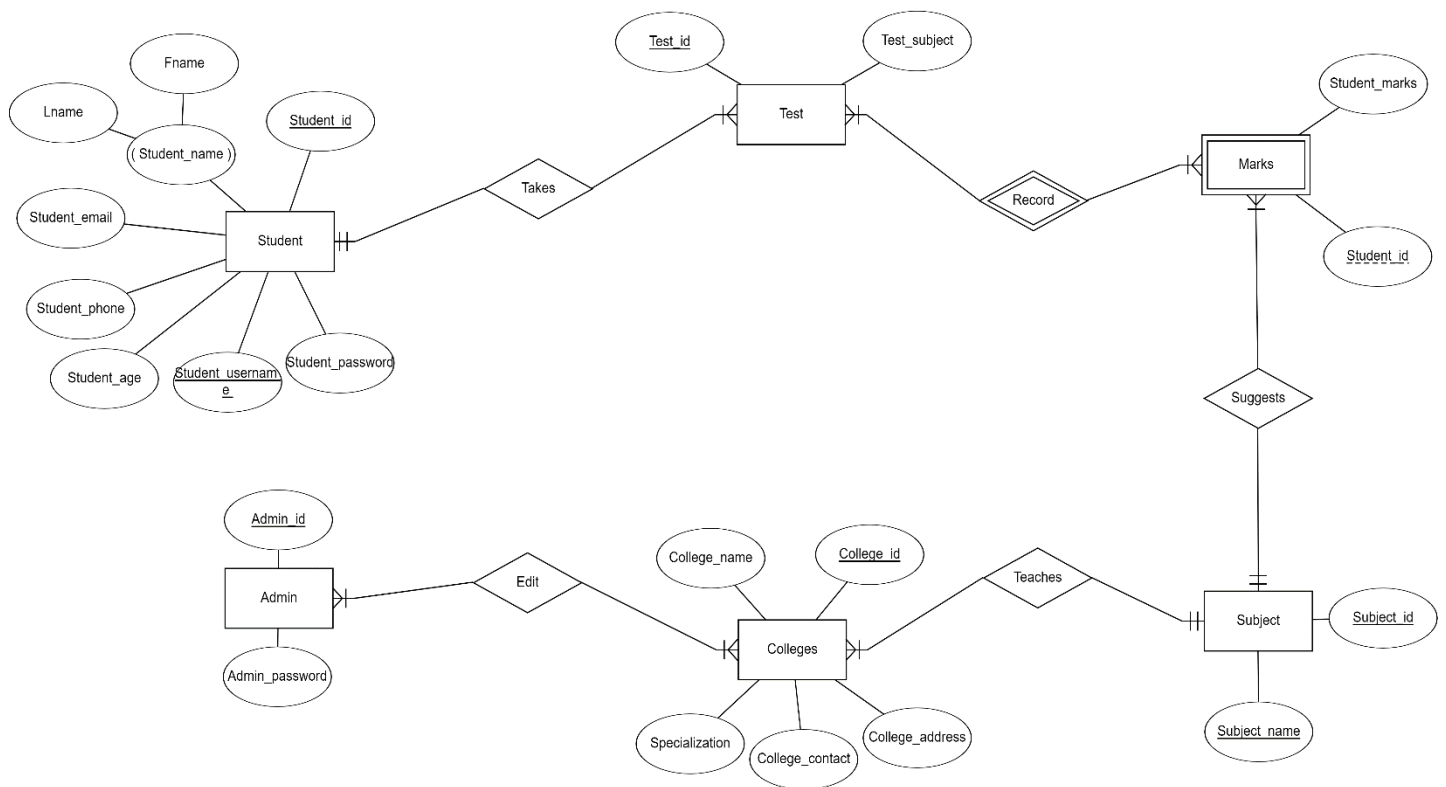 Test_id
Test_subject
Fname
Student_marks
Lname
Student_id
Test
( Student_name )
Marks
Takes
Record
Student_email
Student
Student_id
Student_phone
Student_age
Student_usernam
e
Student_password
Suggests
Admin_id
College_name
College_id
Teaches
Edit
Admin
Subject
Subject_id
Colleges
Admin_password
Specialization
College_address
College_contact
Subject_name